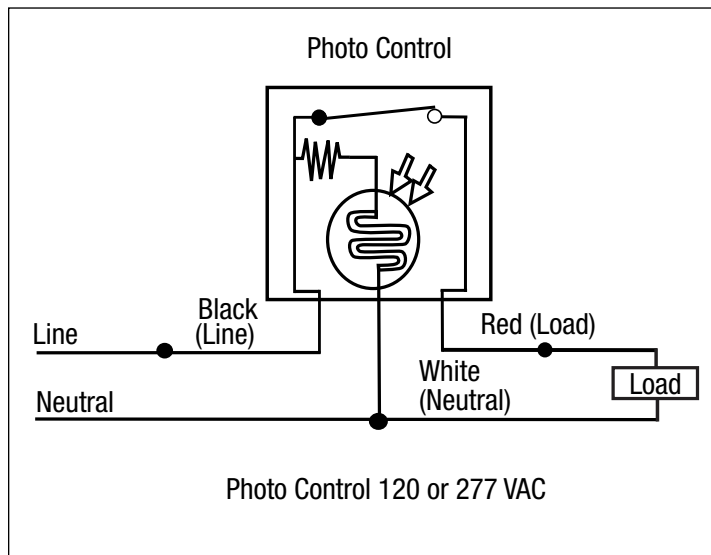 Photo Control
Black
(Line)
Line
Red (Load)
White
(Neutral)
Load
Neutral
Photo Control 120 or 277 VAC